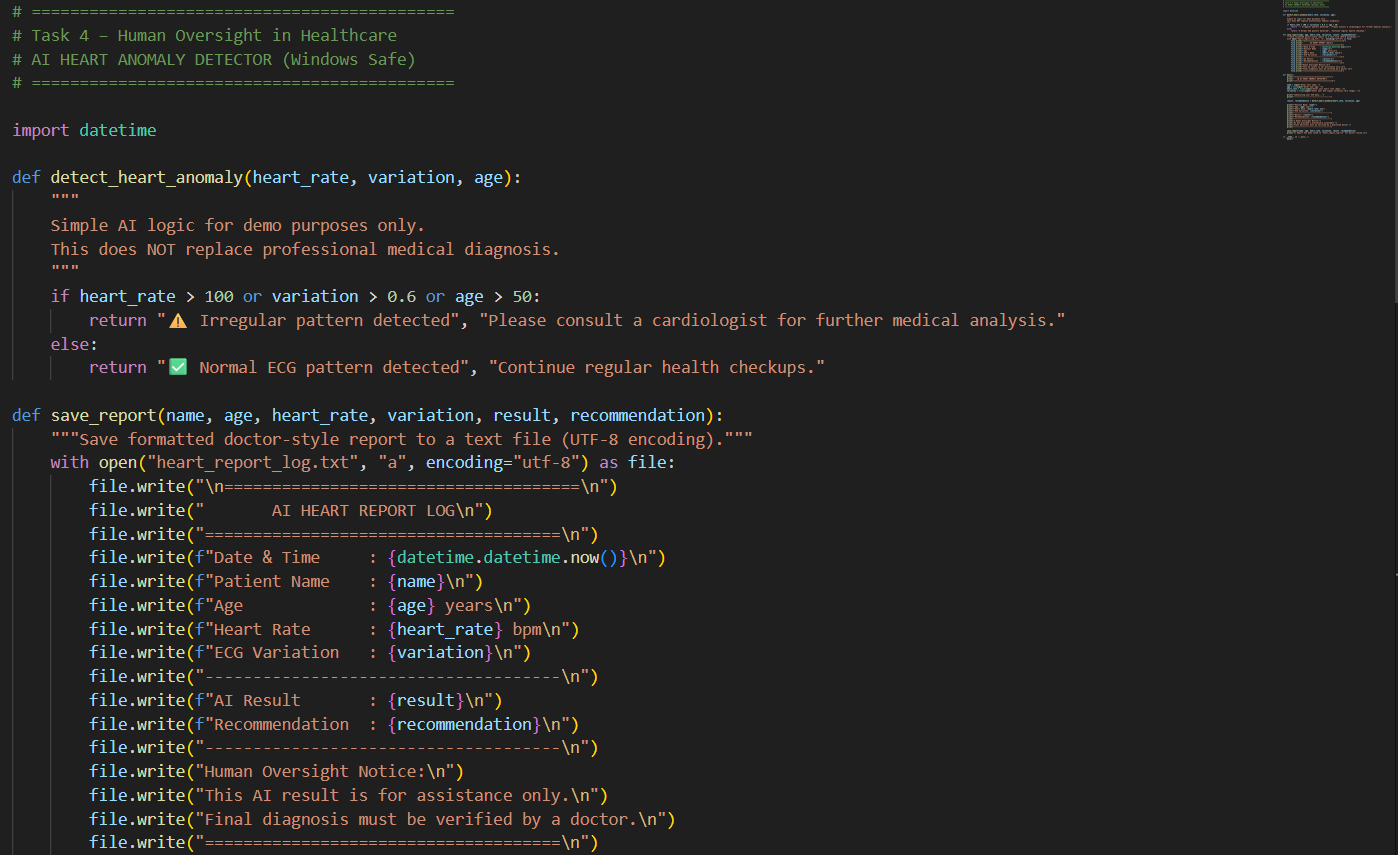 # ============================================
# Task 4 – Human Oversight in Healthcare
# AI HEART ANOMALY DETECTOR (Windows Safe)
# ============================================
import datetime
def detect_heart_anomaly(heart_rate, variation, age):
    """
    Simple AI logic for demo purposes only.
    This does NOT replace professional medical diagnosis.
    """
    if heart_rate > 100 or variation > 0.6 or age > 50:
        return "⚠️ Irregular pattern detected", "Please consult a cardiologist for further medical analysis."
    else:
        return "✅ Normal ECG pattern detected", "Continue regular health checkups."
def save_report(name, age, heart_rate, variation, result, recommendation):
    """Save formatted doctor-style report to a text file (UTF-8 encoding)."""
    with open("heart_report_log.txt", "a", encoding="utf-8") as file:
        file.write("\n=====================================\n")
        file.write("       AI HEART REPORT LOG\n")
        file.write("=====================================\n")
        file.write(f"Date & Time     : {datetime.datetime.now()}\n")
        file.write(f"Patient Name    : {name}\n")
        file.write(f"Age             : {age} years\n")
        file.write(f"Heart Rate      : {heart_rate} bpm\n")
        file.write(f"ECG Variation   : {variation}\n")
        file.write("-------------------------------------\n")
        file.write(f"AI Result       : {result}\n")
        file.write(f"Recommendation  : {recommendation}\n")
        file.write("-------------------------------------\n")
        file.write("Human Oversight Notice:\n")
        file.write("This AI result is for assistance only.\n")
        file.write("Final diagnosis must be verified by a doctor.\n")
        file.write("=====================================\n")